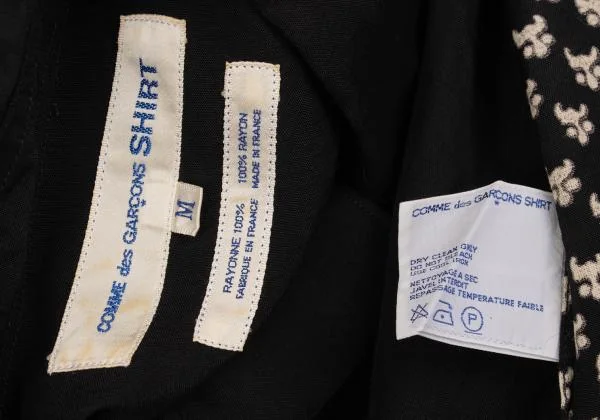 COMME des GARÇONS SHIRT
M
RAYONNE 100% 100% RAYON
FABRIQUE EN FRANCE MADE IN FRANCE
COMME des GARÇONS SHIRT
DRY CLEAN ONLY
DO NOT BLEACH
USE COOL IRON
NETTOYAGE A SEC
JAVEL INTERDIT
REPASSAGE TEMPERATURE FAIBLE
P